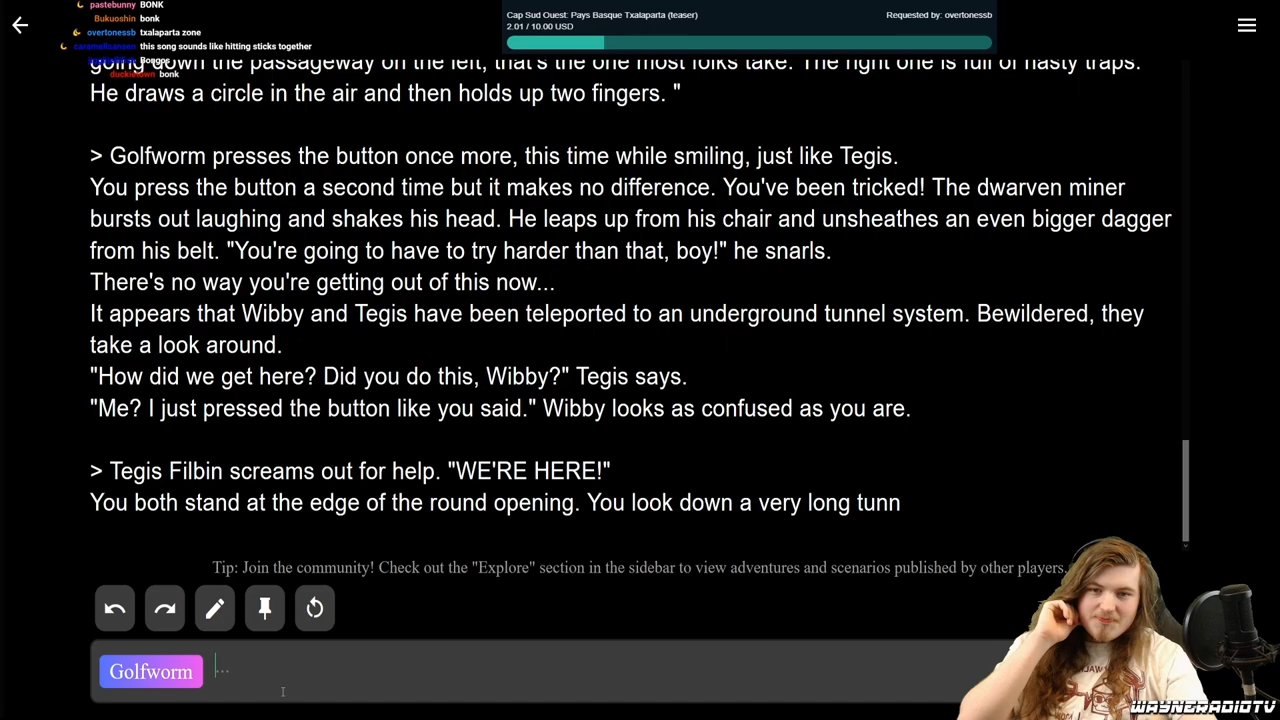 pastebunny BONK
Bukuoshin bonk
overtonessb txalaparta zone
caramelldansen this song sounds like hitting sticks together
duckietown bonk
Cap Sud Ouest: Pays Basque Txalaparta (teaser)
Requested by: overtonessb
2.01 / 10.00 USD
going down the passageway on the left, that's the one most folks take. The right one is full of nasty traps.
He draws a circle in the air and then holds up two fingers. "
> Golfworm presses the button once more, this time while smiling, just like Tegis.
You press the button a second time but it makes no difference. You've been tricked! The dwarven miner
bursts out laughing and shakes his head. He leaps up from his chair and unsheathes an even bigger dagger
from his belt. "You're going to have to try harder than that, boy!" he snarls.
There's no way you're getting out of this now...
It appears that Wibby and Tegis have been teleported to an underground tunnel system. Bewildered, they
take a look around.
"How did we get here? Did you do this, Wibby?" Tegis says.
"Me? I just pressed the button like you said." Wibby looks as confused as you are.
> Tegis Filbin screams out for help. "WE'RE HERE!"
You both stand at the edge of the round opening. You look down a very long tunn
Tip: Join the community! Check out the "Explore" section in the sidebar to view adventures and scenarios published by other players.
Golfworm ...
WAYNERADIOTV